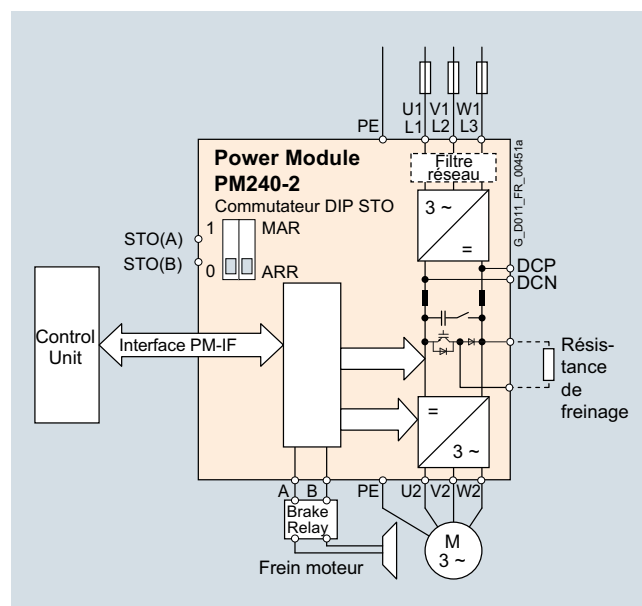 U1 V1 W1
PE L1 L2 L3
Power Module
PM240-2
Filtre
réseau
Commutateur DIP STO
G_D011_FR_00451a
3 ~
=
STO(A)
1
MAR
STO(B)
0
ARR
DCP
DCN
Control
Unit
Interface PM-IF
Résis-
tance
de
freinage
=
3 ~
A B PE U2 V2 W2
Brake
Relay
M
3 ~
Frein moteur